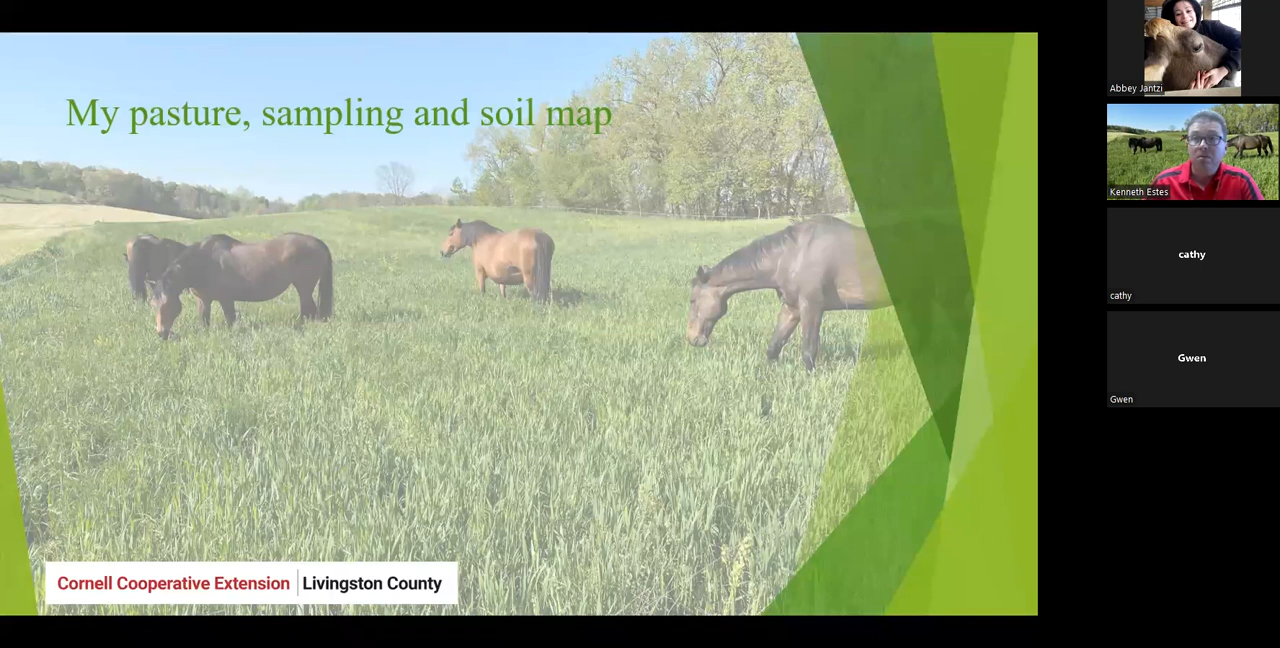 My pasture, sampling and soil map
Cornell Cooperative Extension | Livingston County
Abbey Jantzi
Kenneth Estes
cathy
cathy
Gwen
Gwen